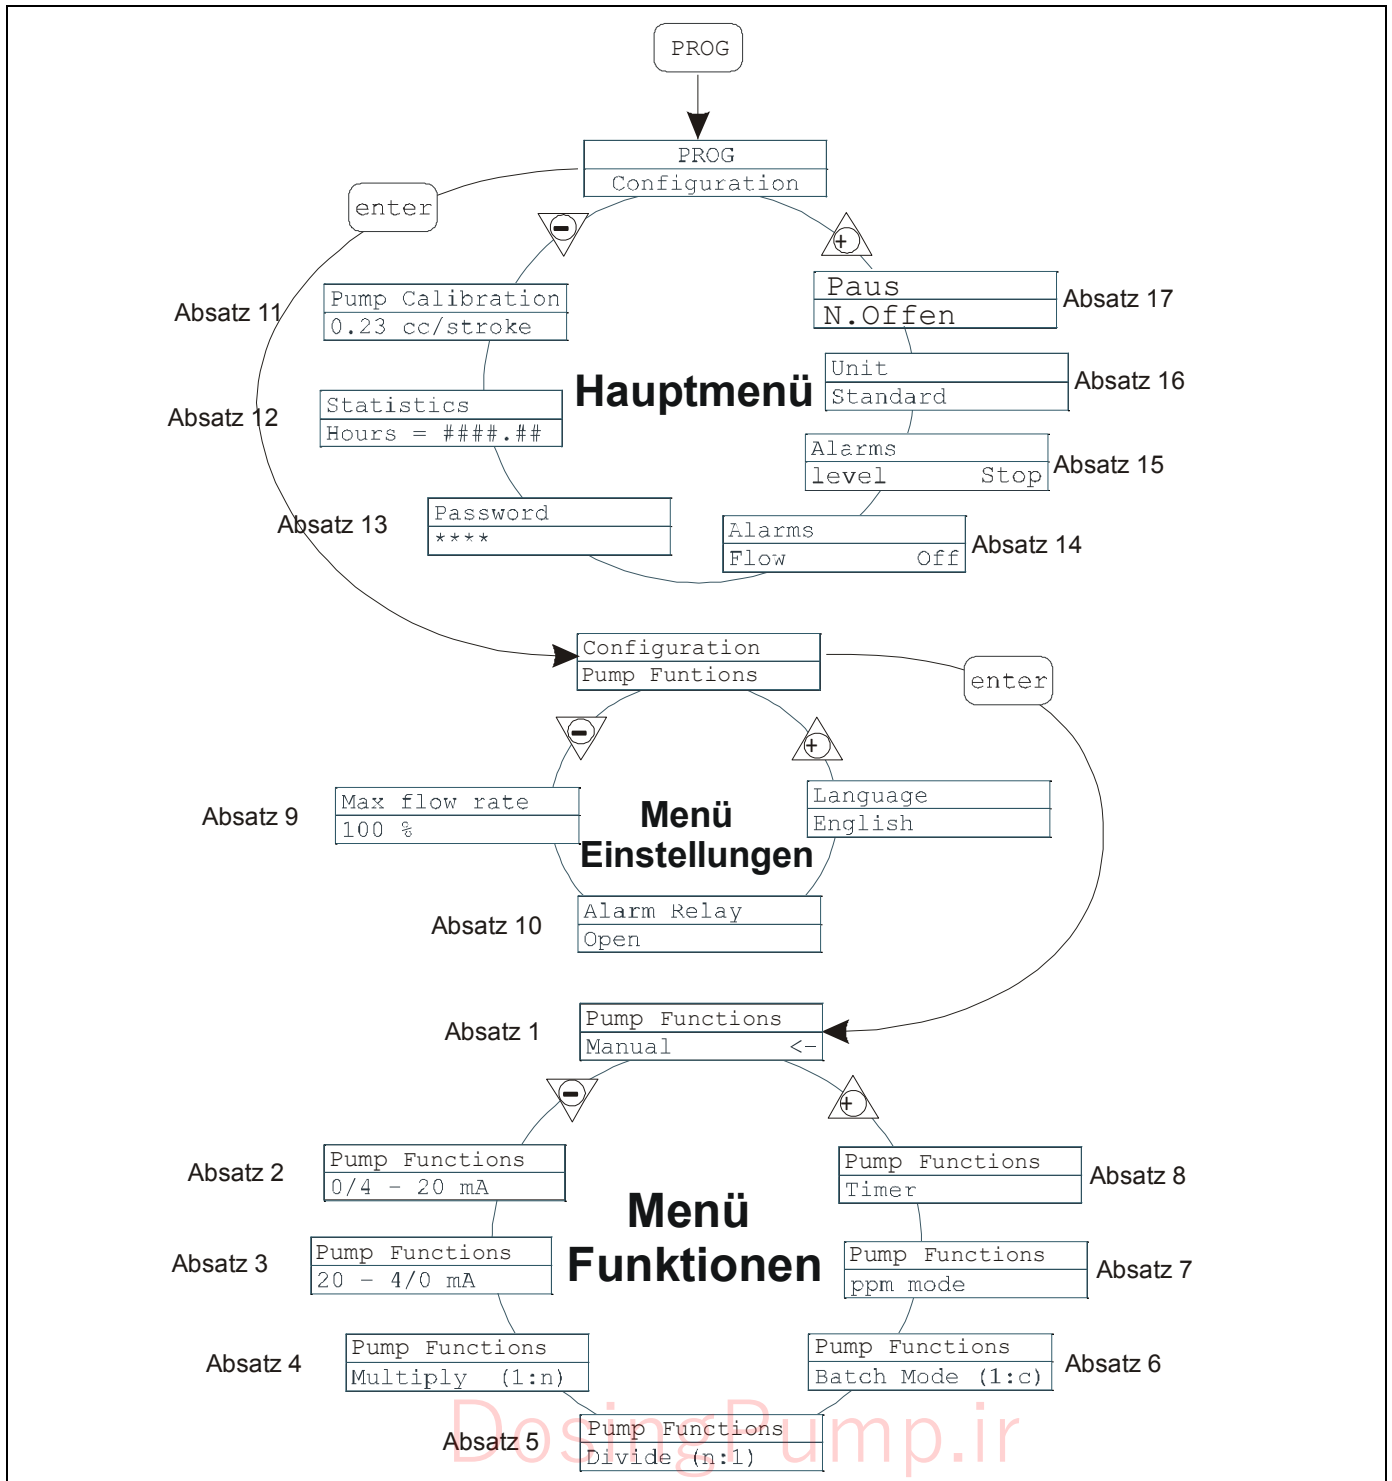 PROG
PROG
Configuration
enter
−
+
Absatz 11
Pump Calibration
0.23 cc/stroke
Paus
N.Offen
Absatz 17
Hauptmenü
Unit
Standard
Absatz 16
Absatz 12
Statistics
Hours = ####.##
Alarms
level Stop
Absatz 15
Absatz 13
Password
****
Alarms
Flow Off
Absatz 14
Configuration
Pump Funtions
enter
−
+
Absatz 9
Max flow rate
100 %
Menü
Einstellungen
Language
English
Absatz 10
Alarm Relay
Open
Absatz 1
Pump Functions
Manual <-
−
+
Absatz 2
Pump Functions
0/4 - 20 mA
Pump Functions
Timer
Absatz 8
Menü
Funktionen
Absatz 3
Pump Functions
20 - 4/0 mA
Pump Functions
ppm mode
Absatz 7
Absatz 4
Pump Functions
Multiply (1:n)
Pump Functions
Batch Mode (1:c)
Absatz 6
Absatz 5
Pump Functions
Divide (n:1)
DosingPump.ir